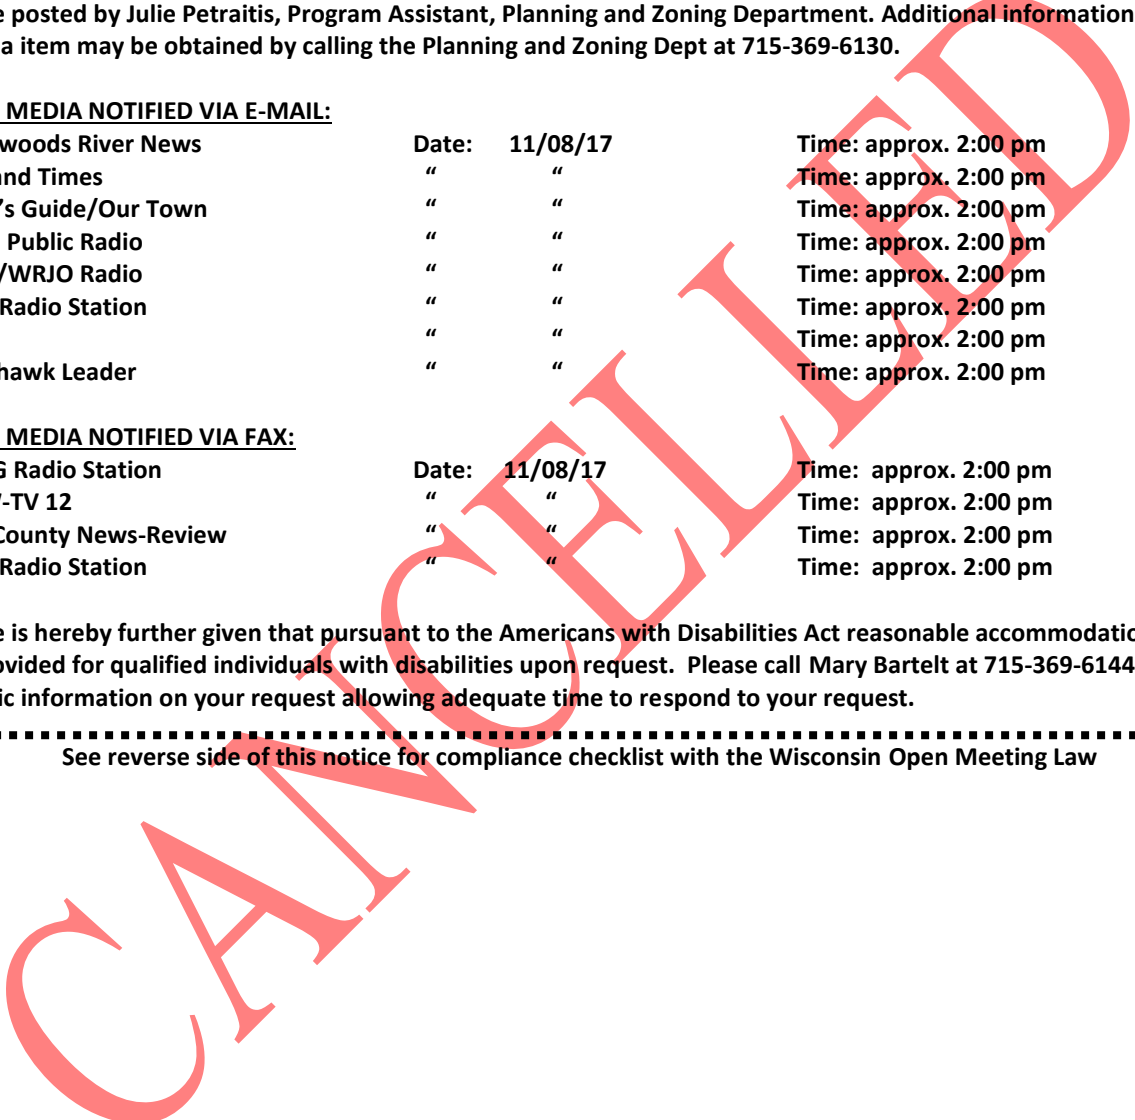 e posted by Julie Petraitis, Program Assistant, Planning and Zoning Department. Additional information
a item may be obtained by calling the Planning and Zoning Dept at 715-369-6130.
MEDIA NOTIFIED VIA E-MAIL:
woods River News Date: 11/08/17 Time: approx. 2:00 pm
and Times “ “ Time: approx. 2:00 pm
’s Guide/Our Town “ “ Time: approx. 2:00 pm
Public Radio “ “ Time: approx. 2:00 pm
/WRJO Radio “ “ Time: approx. 2:00 pm
Radio Station “ “ Time: approx. 2:00 pm
“ “ Time: approx. 2:00 pm
hawk Leader “ “ Time: approx. 2:00 pm
MEDIA NOTIFIED VIA FAX:
G Radio Station Date: 11/08/17 Time: approx. 2:00 pm
-TV 12 “ “ Time: approx. 2:00 pm
County News-Review “ “ Time: approx. 2:00 pm
Radio Station “ “ Time: approx. 2:00 pm
e is hereby further given that pursuant to the Americans with Disabilities Act reasonable accommodatio
ovided for qualified individuals with disabilities upon request. Please call Mary Bartelt at 715-369-6144
ic information on your request allowing adequate time to respond to your request.
See reverse side of this notice for compliance checklist with the Wisconsin Open Meeting Law
CANCELLED